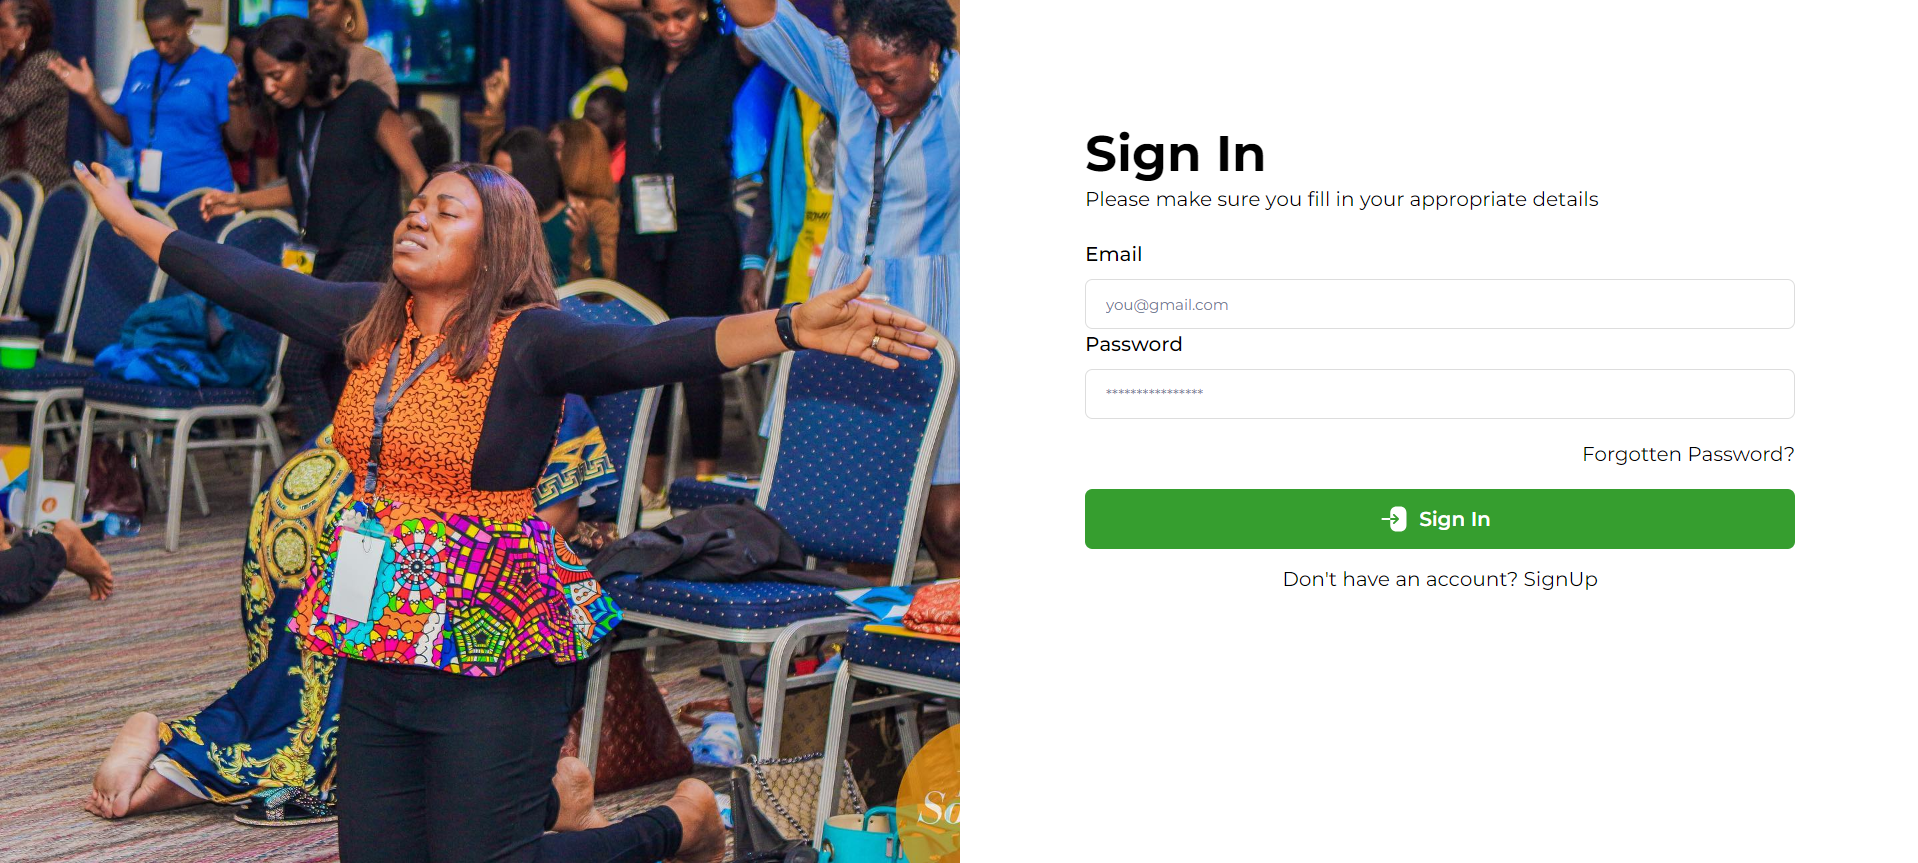 Sign In
Please make sure you fill in your appropriate details
Email
you@gmail.com
Password
****************
Forgotten Password?
Sign In
Don't have an account? SignUp
So